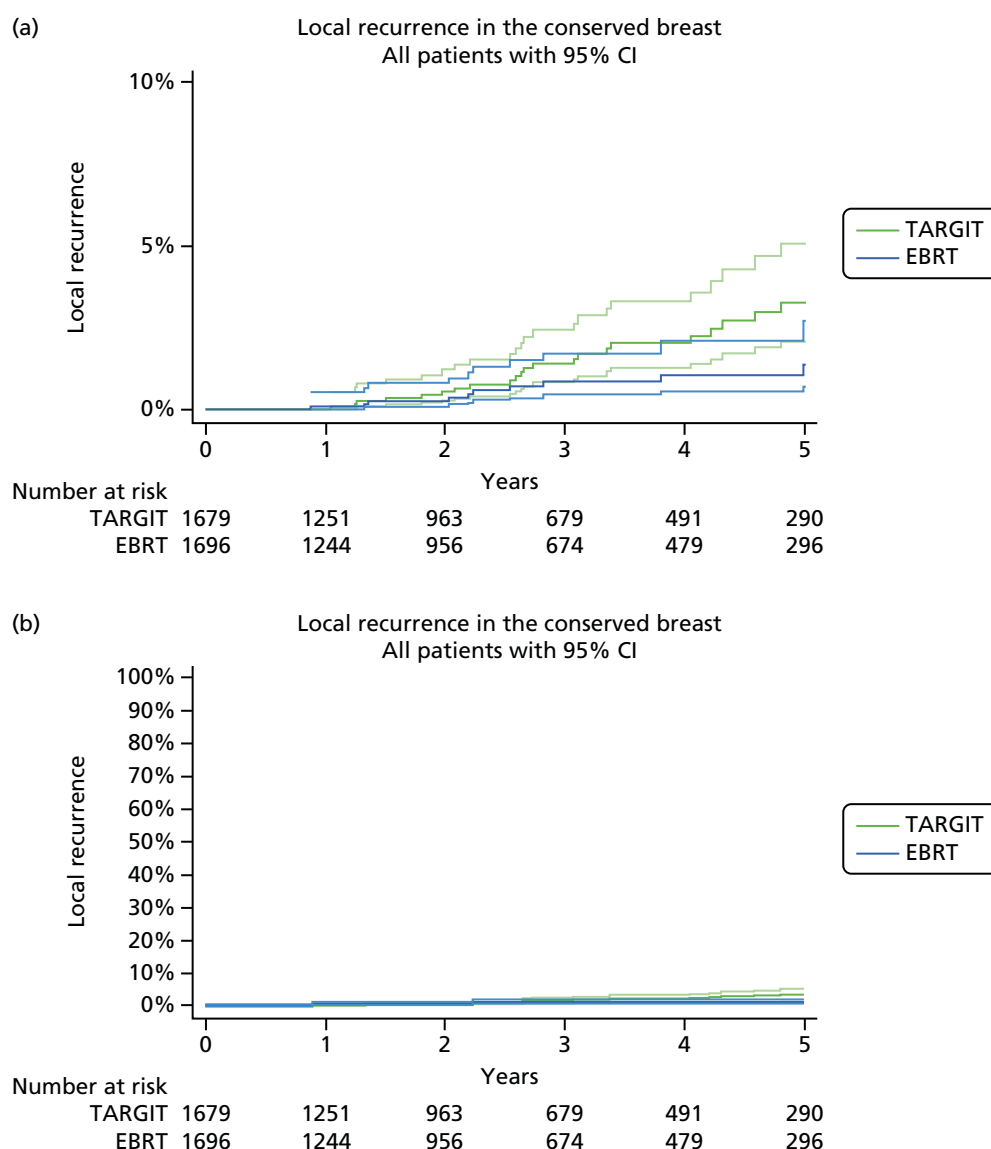 (a)
Local recurrence in the conserved breast
All patients with 95% CI
10%
5%
0%
Local recurrence
TARGIT
EBRT
0 1 2 3 4 5
Years
Number at risk
TARGIT 1679 1251 963 679 491 290
EBRT 1696 1244 956 674 479 296
(b)
Local recurrence in the conserved breast
All patients with 95% CI
100%
90%
80%
70%
60%
50%
40%
30%
20%
10%
0%
Local recurrence
TARGIT
EBRT
0 1 2 3 4 5
Years
Number at risk
TARGIT 1679 1251 963 679 491 290
EBRT 1696 1244 956 674 479 296